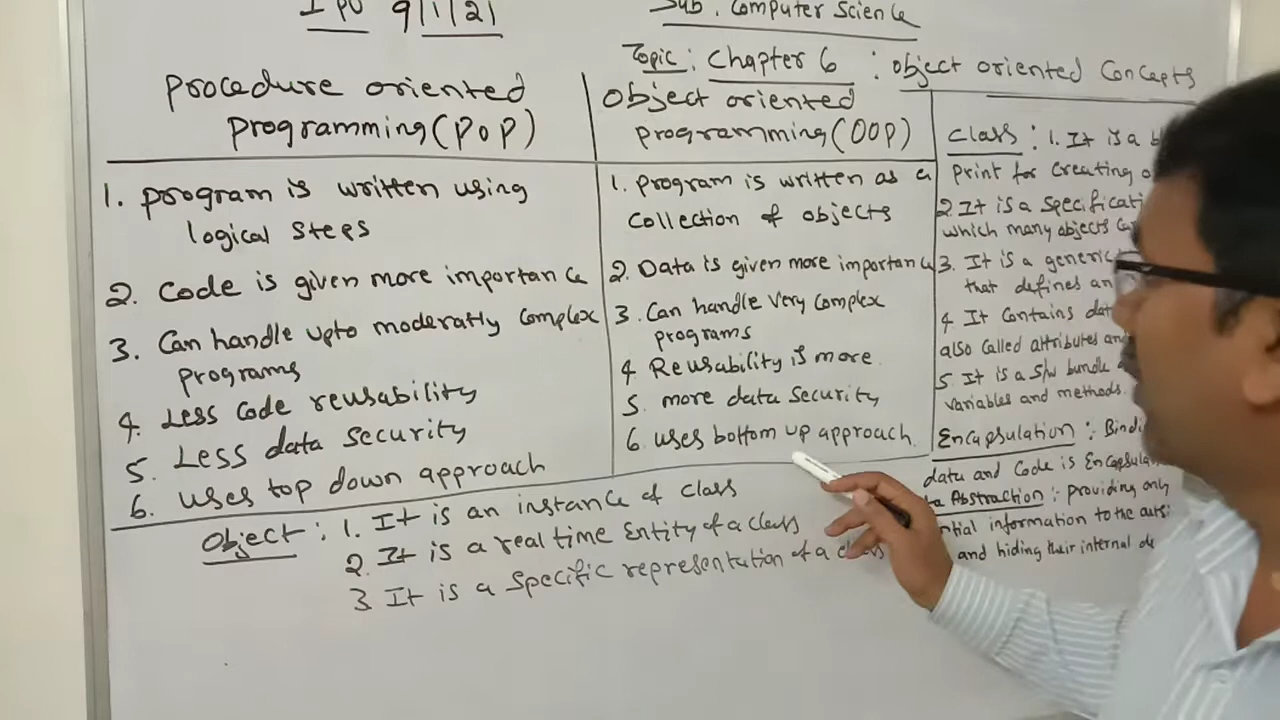 I PU 9/1/21
Sub. Computer Science
Topic: Chapter 6 : object oriented Concepts
Procedure oriented
programming(POP)
1. program is written using
logical steps
2. Code is given more importance
3. Can handle upto moderatly complex
programs
4. Less code reusability
5. Less data security
6. uses top down approach
object oriented
programming(OOP)
1. program is written as a
collection of objects
2. Data is given more importance
3. Can handle very complex
programs
4 Reusability is more
5. more data security
6. uses bottom up approach.
Class : 1. It is a
print for creating
2. It is a
which many objects
3. It is a generic
that defines an
4 It contains
also called attributes and
5. It is a S/w bundle
variables and methods.
Encapsulation :
data and code is
Abstraction :- providing only
information to the
and hiding their internal
object : 1. It is an instance of class
2. It is a real time Entity of a class
3. It is a specific representation of a class